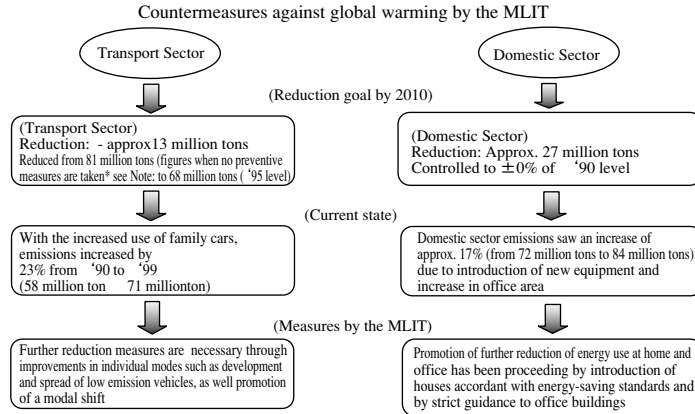 Countermeasures against global warming by the MLIT
Transport Sector
Domestic Sector
(Reduction goal by 2010)
(Transport Sector)
Reduction: - approx13 million tons
Reduced from 81 million tons (figures when no preventive
measures are taken* see Note: to 68 million tons ( ‘95 level)
(Domestic Sector)
Reduction: Approx. 27 million tons
Controlled to ±0% of ‘90 level
(Current state)
With the increased use of family cars,
emissions increased by
23% from ‘90 to ‘99
(58 million ton 71 millionton)
Domestic sector emissions saw an increase of
approx. 17% (from 72 million tons to 84 million tons)
due to introduction of new equipment and
increase in office area
(Measures by the MLIT)
Further reduction measures are necessary through
improvements in individual modes such as development
and spread of low emission vehicles, as well promotion
of a modal shift
Promotion of further reduction of energy use at home and
office has been proceeding by introduction of
houses accordant with energy-saving standards and
by strict guidance to office buildings